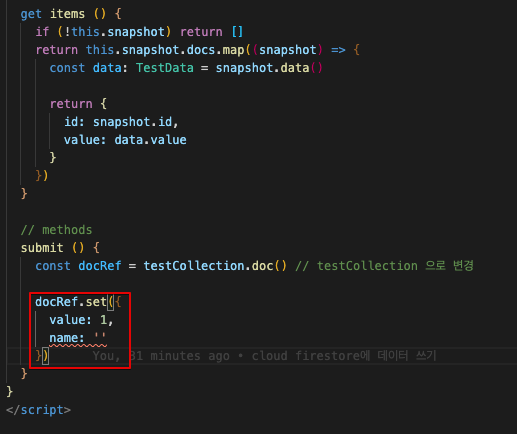 get items () {
if (!this.snapshot) return []
return this.snapshot.docs.map((snapshot) => {
const data: TestData = snapshot.data()
return {
id: snapshot.id,
value: data.value
}
})
}
// methods
submit () {
const docRef = testCollection.doc() // testCollection 으로 변경
docRef.set({
value: 1,
name: ''
}) You, 31 minutes ago • cloud firestore에 데이터 쓰기
}
}
</script>